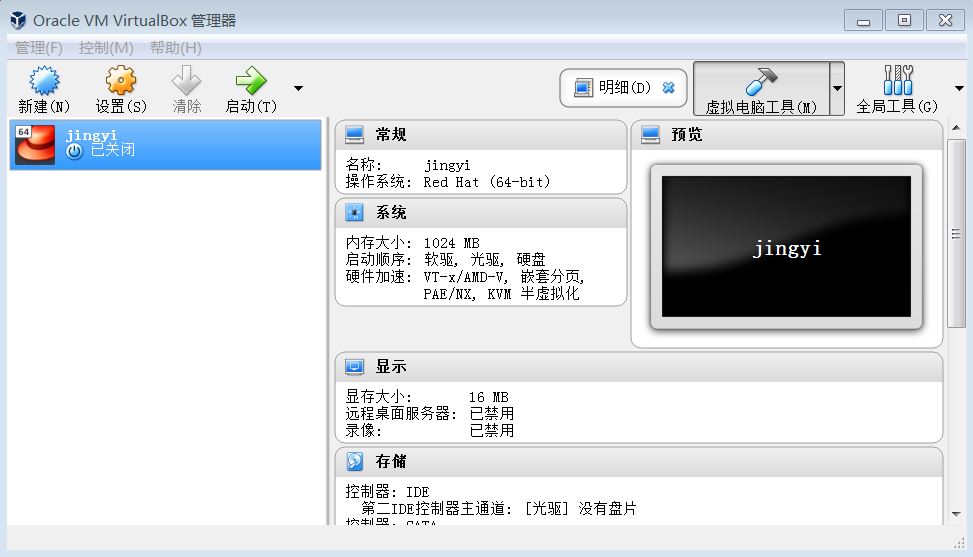 Oracle VM VirtualBox 管理器
管理(F) 控制(M) 帮助(H)
新建(N) 设置(S) 清除 启动(T) 明细(D) 虚拟电脑工具(M) 全局工具(G)
64
jingyi
已关闭
常规
名称: jingyi
操作系统: Red Hat (64-bit)
预览
jingyi
系统
内存大小: 1024 MB
启动顺序: 软驱, 光驱, 硬盘
硬件加速: VT-x/AMD-V, 嵌套分页,
PAE/NX, KVM 半虚拟化
显示
显存大小: 16 MB
远程桌面服务器: 已禁用
录像: 已禁用
存储
控制器: IDE
第二IDE控制器主通道: [光驱] 没有盘片
控制器: SATA